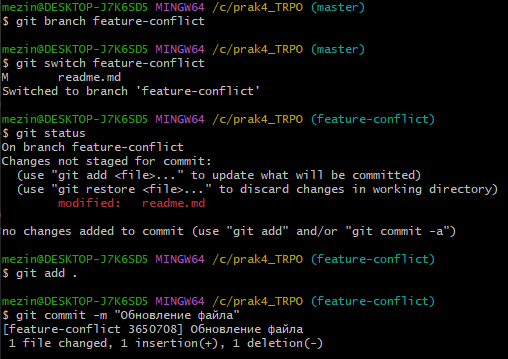 mezin@DESKTOP-J7K6SD5 MINGW64 /c/prak4_TRPO (master)
$ git branch feature-conflict
mezin@DESKTOP-J7K6SD5 MINGW64 /c/prak4_TRPO (master)
$ git switch feature-conflict
M       readme.md
Switched to branch 'feature-conflict'
mezin@DESKTOP-J7K6SD5 MINGW64 /c/prak4_TRPO (feature-conflict)
$ git status
On branch feature-conflict
Changes not staged for commit:
  (use "git add <file>..." to update what will be committed)
  (use "git restore <file>..." to discard changes in working directory)
        modified:   readme.md
no changes added to commit (use "git add" and/or "git commit -a")
mezin@DESKTOP-J7K6SD5 MINGW64 /c/prak4_TRPO (feature-conflict)
$ git add .
mezin@DESKTOP-J7K6SD5 MINGW64 /c/prak4_TRPO (feature-conflict)
$ git commit -m "Обновление файла"
[feature-conflict 3650708] Обновление файла
 1 file changed, 1 insertion(+), 1 deletion(-)